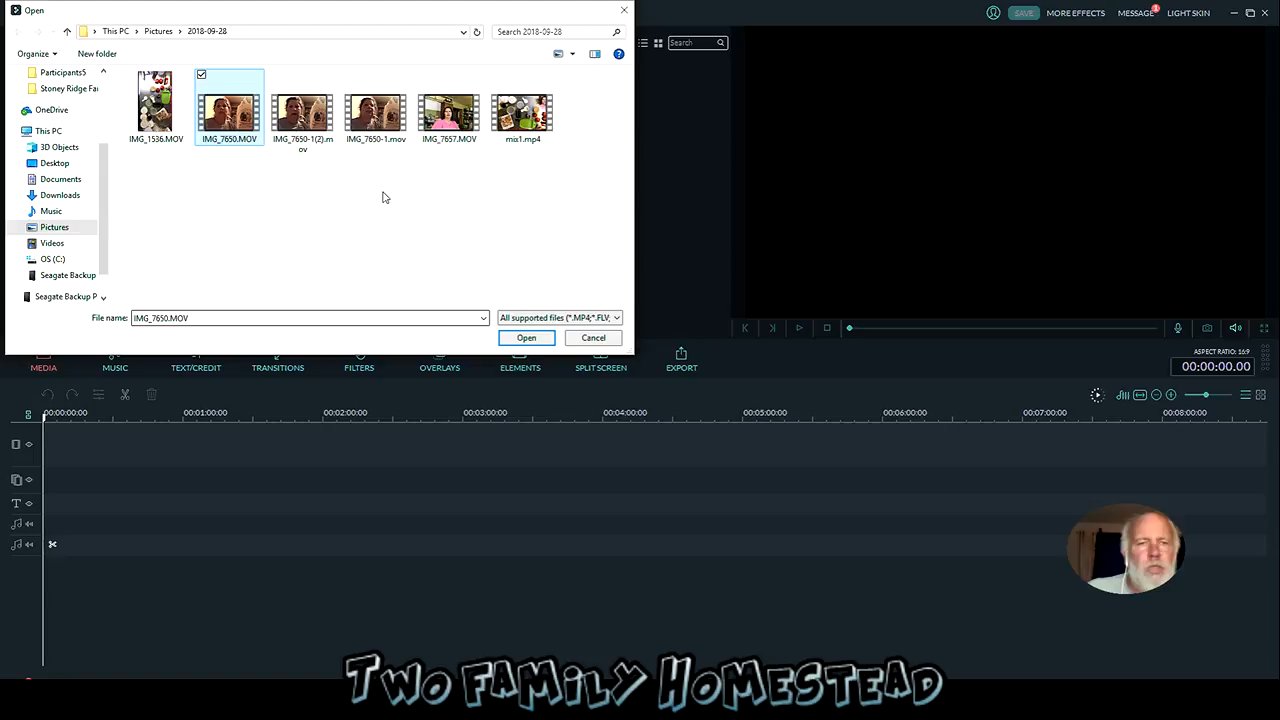 Open
This PC
Pictures
2018-09-28
Search 2018-09-28
Organize
New folder
Participants5
Stoney Ridge Far
OneDrive
This PC
3D Objects
Desktop
Documents
Downloads
Music
Pictures
Videos
OS (C:)
Seagate Backup
Seagate Backup P
IMG_1536.MOV
IMG_7650.MOV
IMG_7650-1(2).m
ov
IMG_7650-1.mov
IMG_7657.MOV
mix1.mp4
File name:
IMG_7650.MOV
All supported files (*.MP4;*.FLV;
Open
Cancel
SAVE
MORE EFFECTS
MESSAGE
1
LIGHT SKIN
Search
MEDIA
MUSIC
TEXT/CREDIT
TRANSITIONS
FILTERS
OVERLAYS
ELEMENTS
SPLIT SCREEN
EXPORT
ASPECT RATIO: 16:9
00:00:00.00
00:00:00:00
00:01:00:00
00:02:00:00
00:03:00:00
00:04:00:00
00:05:00:00
00:06:00:00
00:07:00:00
00:08:00:00
Two Family Homestead